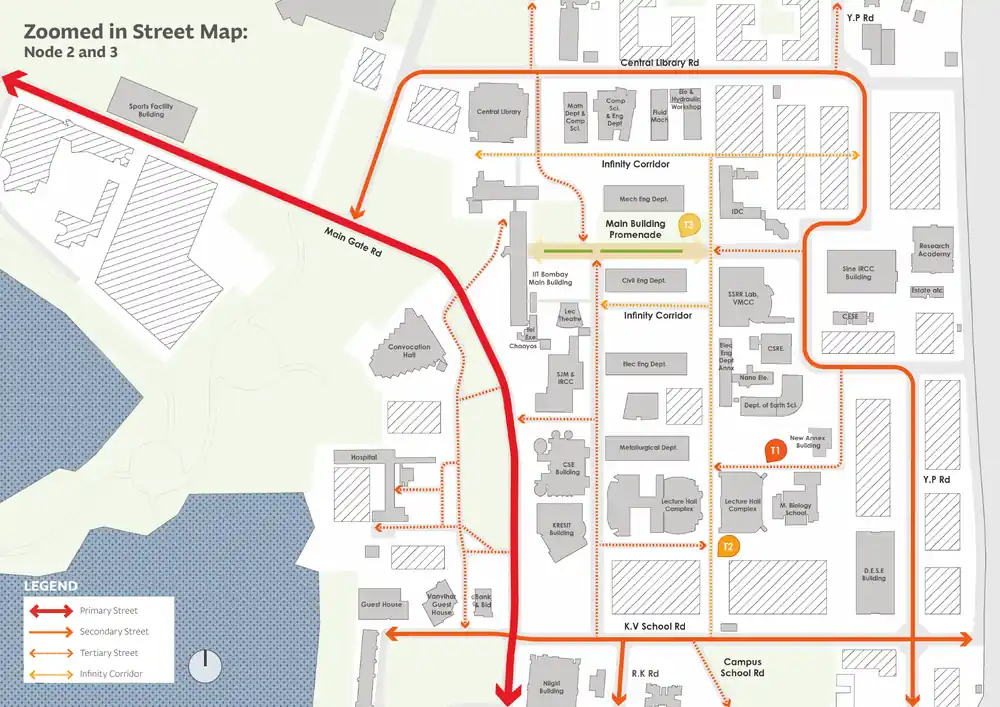 Zoomed in Street Map:
Node 2 and 3
Y.P Rd
Central Library Rd
Sports Facility
Building
Central Library
Math
Dept &
Comp
Sci.
Comp
Sci.
& Eng
Dept
Fluid
Mach
Ele &
Hydraulic
Workshop
Infinity Corridor
Mech Eng Dept.
IDC
Main Building
Promenade
T3
Main Gate Rd
Research
Academy
Sine IRCC
Building
Estate etc
IIT Bombay
Main Building
Civil Eng Dept.
SSRR Lab,
VMCC
Infinity Corridor
Lec
Theatre
Tel
Exe
Chaayos
CESE
Convocation
Hall
Elec
Eng
Dept
Annx
CSRE.
Elec Eng Dept.
SJM &
IRCC
Nano Ele.
Dept. of Earth Sci.
New Annex
Building
T1
Metallurgical Dept.
Hospital
CSE
Building
Y.P Rd
Lecture Hall
Complex
Lecture Hall
Complex
M. Biology
School.
KRESIT
Building
T2
D.E.S.E
Building
LEGEND
Primary Street
Secondary Street
Tertiary Street
Infinity Corridor
Guest House
Vanvihar
Guest
House
Bank
& Bld
K.V School Rd
R.K Rd
Campus
School Rd
Nilgiri
Building